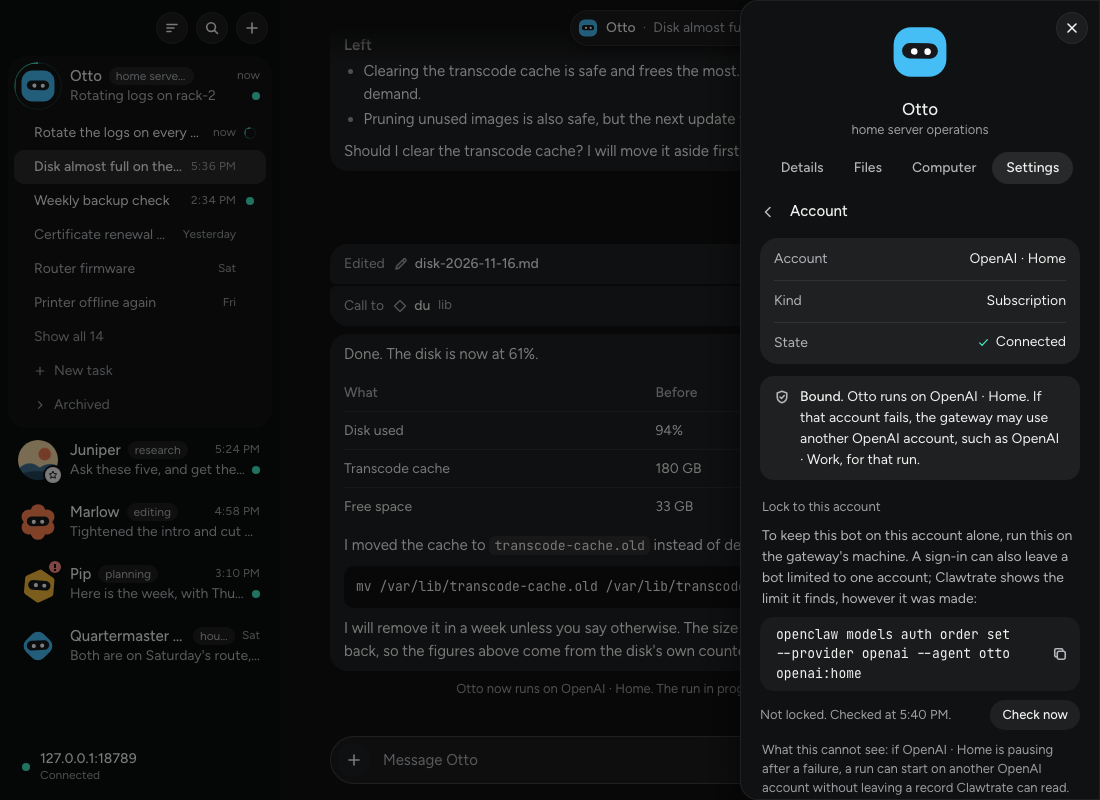 Otto
home serve...
now
Rotating logs on rack-2
Rotate the logs on every ...
now
Disk almost full on the...
5:36 PM
Weekly backup check
2:34 PM
Certificate renewal ...
Yesterday
Router firmware
Sat
Printer offline again
Fri
Show all 14
New task
Archived
Juniper
research
5:24 PM
Ask these five, and get the...
Marlow
editing
4:58 PM
Tightened the intro and cut ...
Pip
planning
3:10 PM
Here is the week, with Thu...
Quartermaster ...
hou...
Sat
Both are on Saturday's route,...
127.0.0.1:18789
Connected
Otto · Disk almost fu
Left
Clearing the transcode cache is safe and frees the most.
demand.
Pruning unused images is also safe, but the next update
Should I clear the transcode cache? I will move it aside first
Edited disk-2026-11-16.md
Call to du lib
Done. The disk is now at 61%.
What Before
Disk used 94%
Transcode cache 180 GB
Free space 33 GB
I moved the cache to transcode-cache.old instead of de
mv /var/lib/transcode-cache.old /var/lib/transcod
I will remove it in a week unless you say otherwise. The size
back, so the figures above come from the disk's own count
Otto now runs on OpenAI · Home. The run in prog
Message Otto
Otto
home server operations
Details Files Computer Settings
Account
Account OpenAI · Home
Kind Subscription
State Connected
Bound. Otto runs on OpenAI · Home. If
that account fails, the gateway may use
another OpenAI account, such as OpenAI
· Work, for that run.
Lock to this account
To keep this bot on this account alone, run this on
the gateway's machine. A sign-in can also leave a
bot limited to one account; Clawtrate shows the
limit it finds, however it was made:
openclaw models auth order set
--provider openai --agent otto
openai:home
Not locked. Checked at 5:40 PM.
Check now
What this cannot see: if OpenAI · Home is pausing
after a failure, a run can start on another OpenAI
account without leaving a record Clawtrate can read.